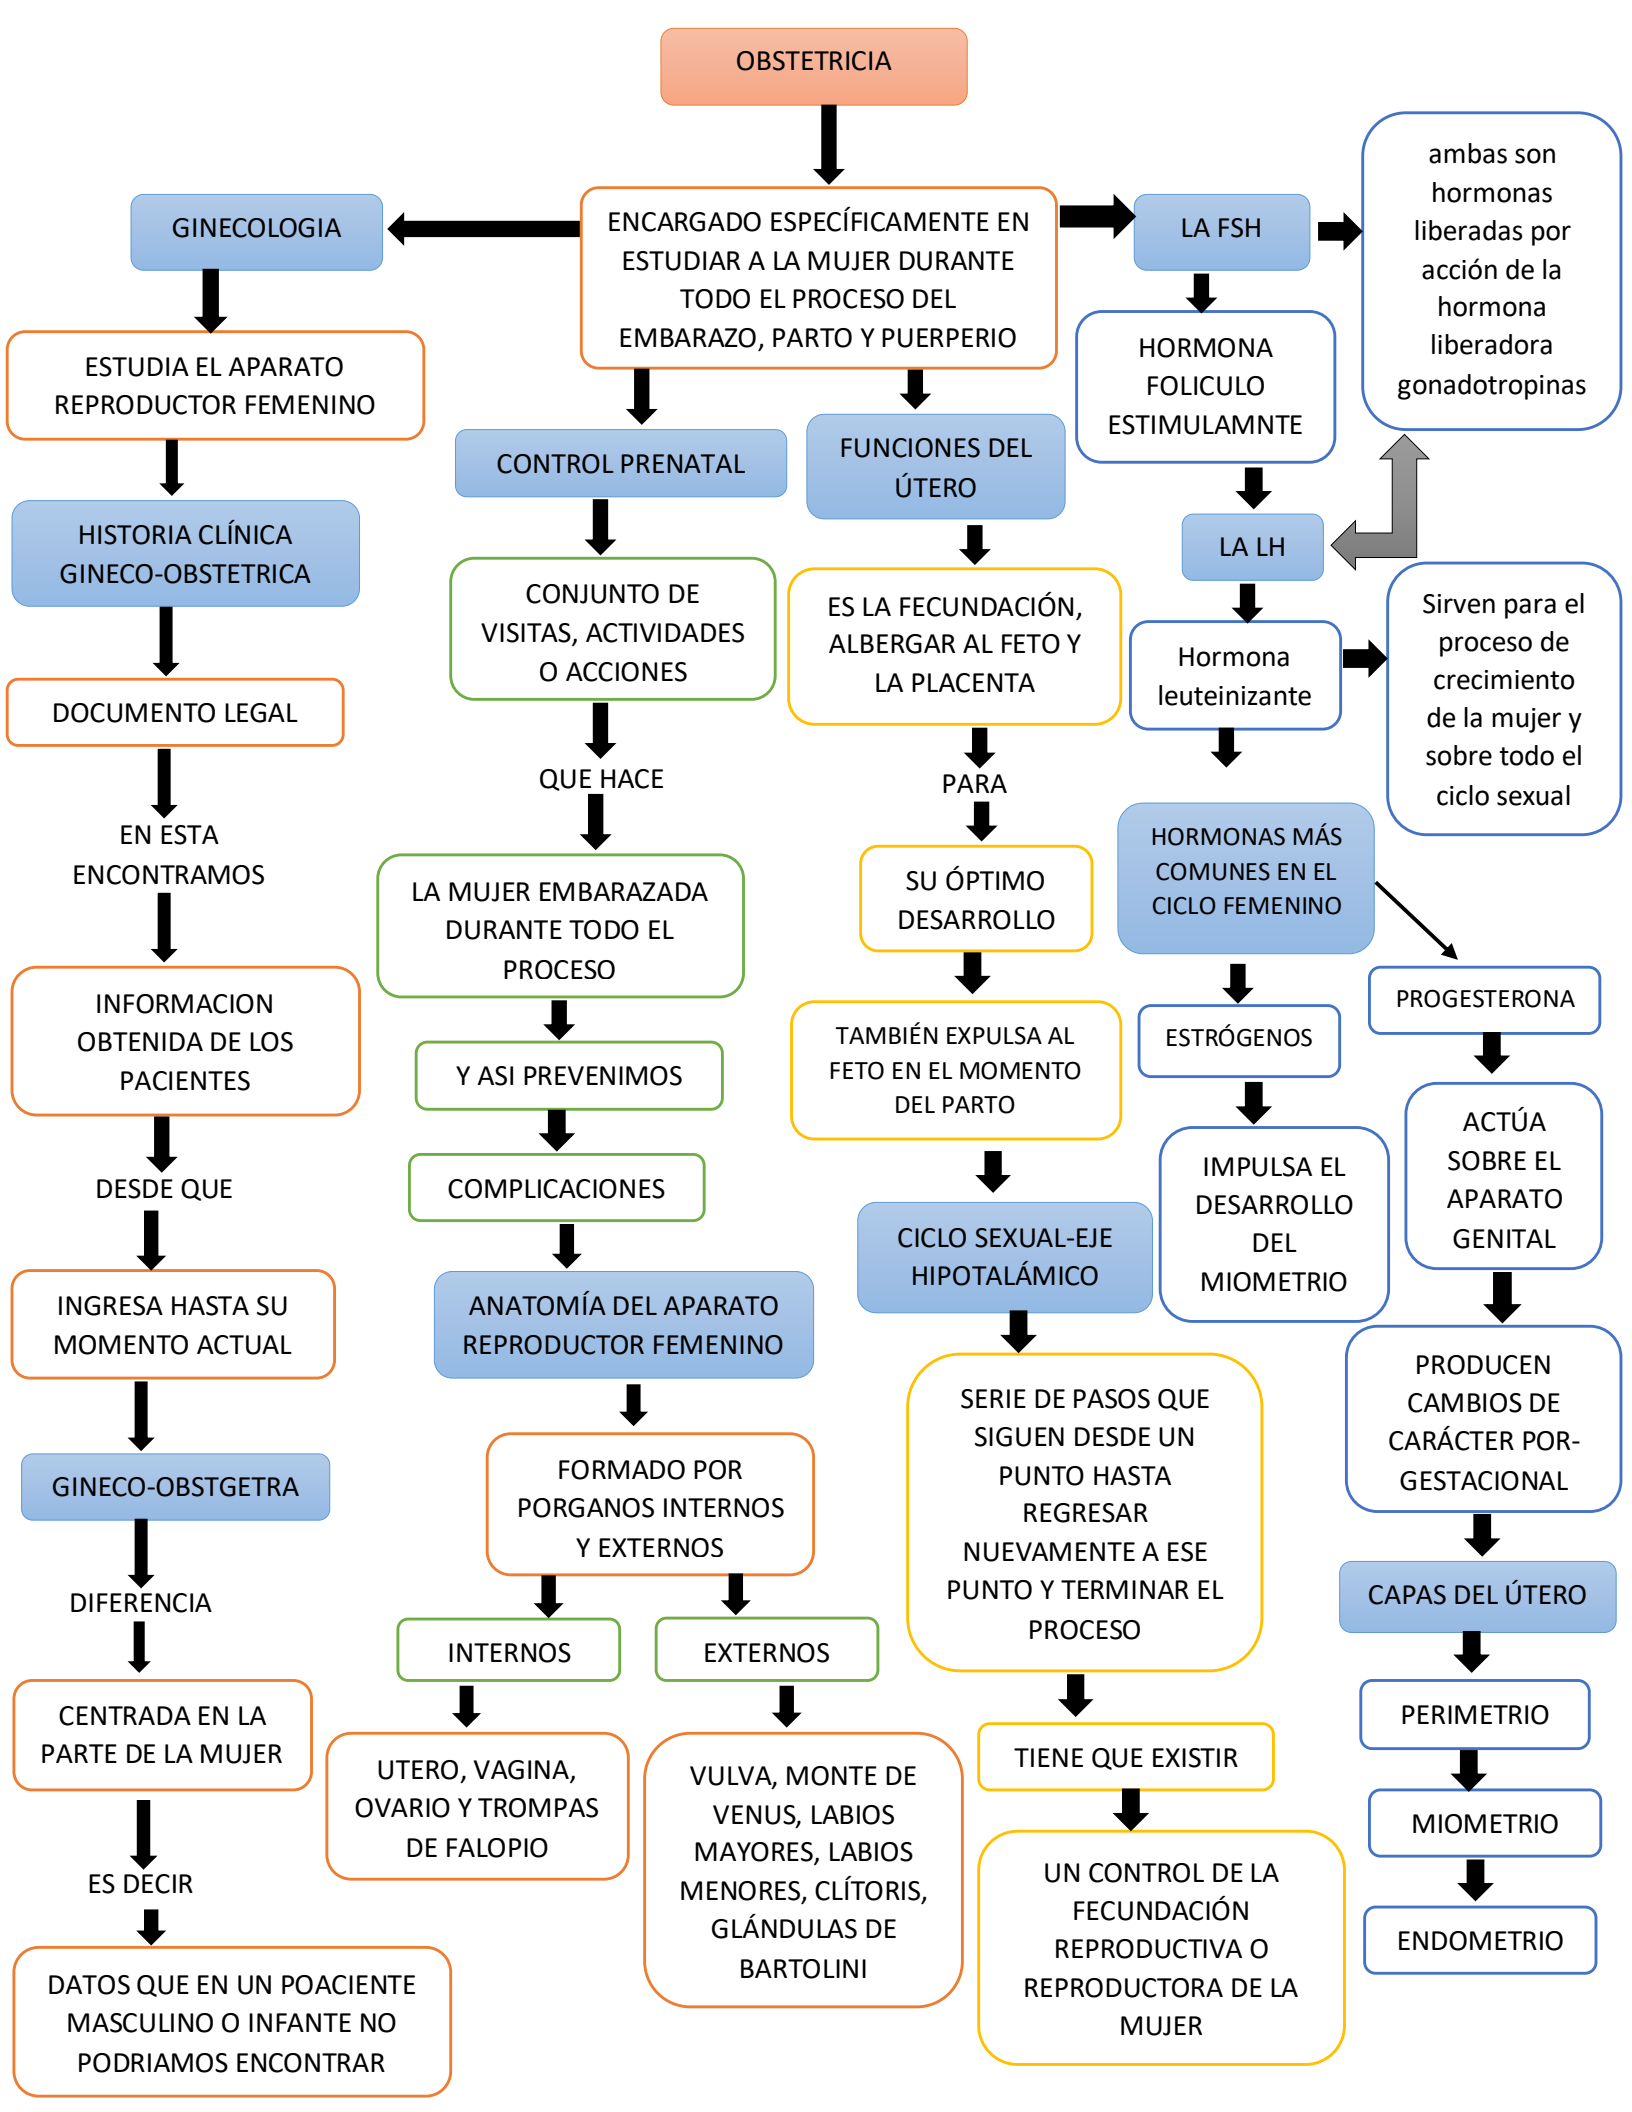 OBSTETRICIA
GINECOLOGIA
ESTUDIA EL APARATO
REPRODUCTOR FEMENINO
HISTORIA CLÍNICA
GINECO-OBSTETRICA
DOCUMENTO LEGAL
EN ESTA
ENCONTRAMOS
INFORMACION
OBTENIDA DE LOS
PACIENTES
DESDE QUE
INGRESA HASTA SU
MOMENTO ACTUAL
GINECO-OBSTGETRA
DIFERENCIA
CENTRADA EN LA
PARTE DE LA MUJER
ES DECIR
DATOS QUE EN UN POACIENTE
MASCULINO O INFANTE NO
PODRIAMOS ENCONTRAR
ENCARGADO ESPECÍFICAMENTE EN
ESTUDIAR A LA MUJER DURANTE
TODO EL PROCESO DEL
EMBARAZO, PARTO Y PUERPERIO
CONTROL PRENATAL
CONJUNTO DE
VISITAS, ACTIVIDADES
O ACCIONES
QUE HACE
LA MUJER EMBARAZADA
DURANTE TODO EL
PROCESO
Y ASI PREVENIMOS
COMPLICACIONES
ANATOMÍA DEL APARATO
REPRODUCTOR FEMENINO
FORMADO POR
PORGANOS INTERNOS
Y EXTERNOS
INTERNOS
UTERO, VAGINA,
OVARIO Y TROMPAS
DE FALOPIO
EXTERNOS
VULVA, MONTE DE
VENUS, LABIOS
MAYORES, LABIOS
MENORES, CLÍTORIS,
GLÁNDULAS DE
BARTOLINI
FUNCIONES DEL
ÚTERO
ES LA FECUNDACIÓN,
ALBERGAR AL FETO Y
LA PLACENTA
PARA
SU ÓPTIMO
DESARROLLO
TAMBIÉN EXPULSA AL
FETO EN EL MOMENTO
DEL PARTO
CICLO SEXUAL-EJE
HIPOTALÁMICO
SERIE DE PASOS QUE
SIGUEN DESDE UN
PUNTO HASTA
REGRESAR
NUEVAMENTE A ESE
PUNTO Y TERMINAR EL
PROCESO
TIENE QUE EXISTIR
UN CONTROL DE LA
FECUNDACIÓN
REPRODUCTIVA O
REPRODUCTORA DE LA
MUJER
LA FSH
ambas son
hormonas
liberadas por
acción de la
hormona
liberadora
gonadotropinas
HORMONA
FOLICULO
ESTIMULAMNTE
LA LH
Hormona
leuteinizante
Sirven para el
proceso de
crecimiento
de la mujer y
sobre todo el
ciclo sexual
HORMONAS MÁS
COMUNES EN EL
CICLO FEMENINO
ESTRÓGENOS
IMPULSA EL
DESARROLLO
DEL
MIOMETRIO
PROGESTERONA
ACTÚA
SOBRE EL
APARATO
GENITAL
PRODUCEN
CAMBIOS DE
CARÁCTER POR-
GESTACIONAL
CAPAS DEL ÚTERO
PERIMETRIO
MIOMETRIO
ENDOMETRIO